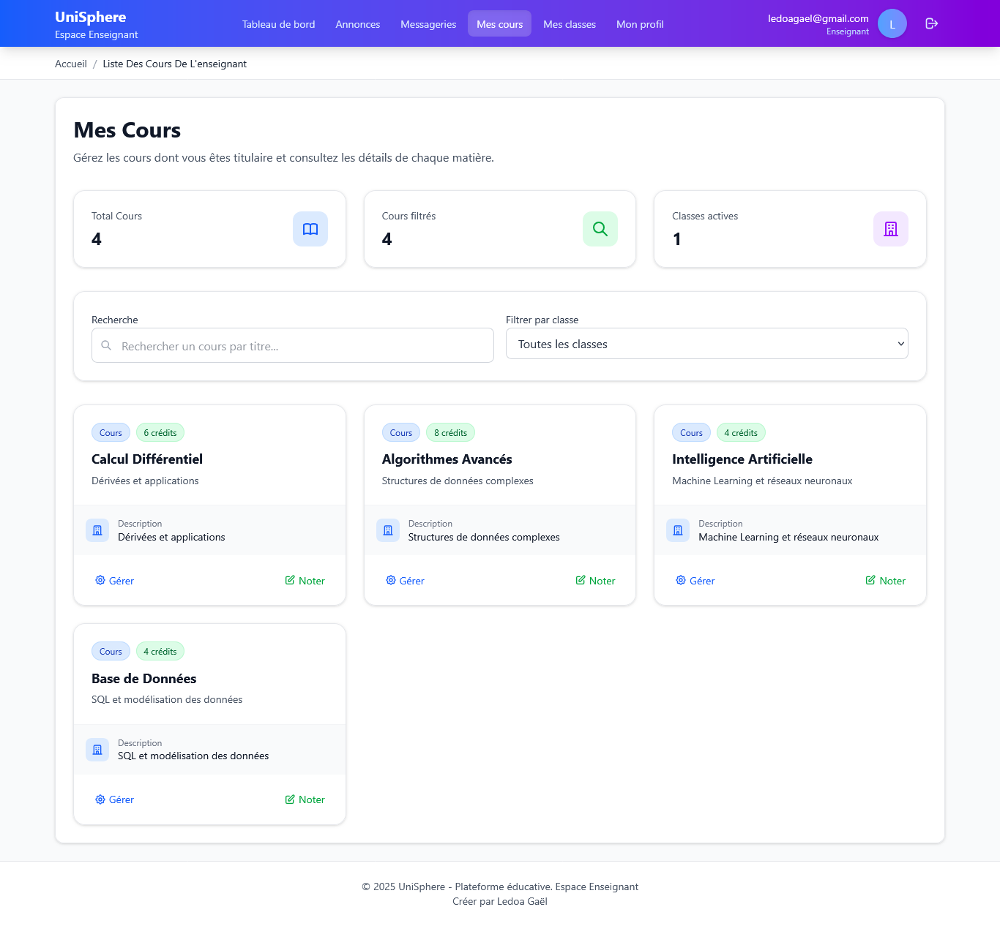 UniSphere
Espace Enseignant
Tableau de bord
Annonces
Messageries
Mes cours
Mes classes
Mon profil
ledoagael@gmail.com
Enseignant
L
Accueil / Liste Des Cours De L'enseignant
Mes Cours
Gérez les cours dont vous êtes titulaire et consultez les détails de chaque matière.
Total Cours
4
Cours filtrés
4
Classes actives
1
Recherche
Rechercher un cours par titre...
Filtrer par classe
Toutes les classes
Cours
6 crédits
Calcul Différentiel
Dérivées et applications
Description
Dérivées et applications
Gérer
Noter
Cours
8 crédits
Algorithmes Avancés
Structures de données complexes
Description
Structures de données complexes
Gérer
Noter
Cours
4 crédits
Intelligence Artificielle
Machine Learning et réseaux neuronaux
Description
Machine Learning et réseaux neuronaux
Gérer
Noter
Cours
4 crédits
Base de Données
SQL et modélisation des données
Description
SQL et modélisation des données
Gérer
Noter
© 2025 UniSphere - Plateforme éducative. Espace Enseignant
Créer par Ledoa Gaël